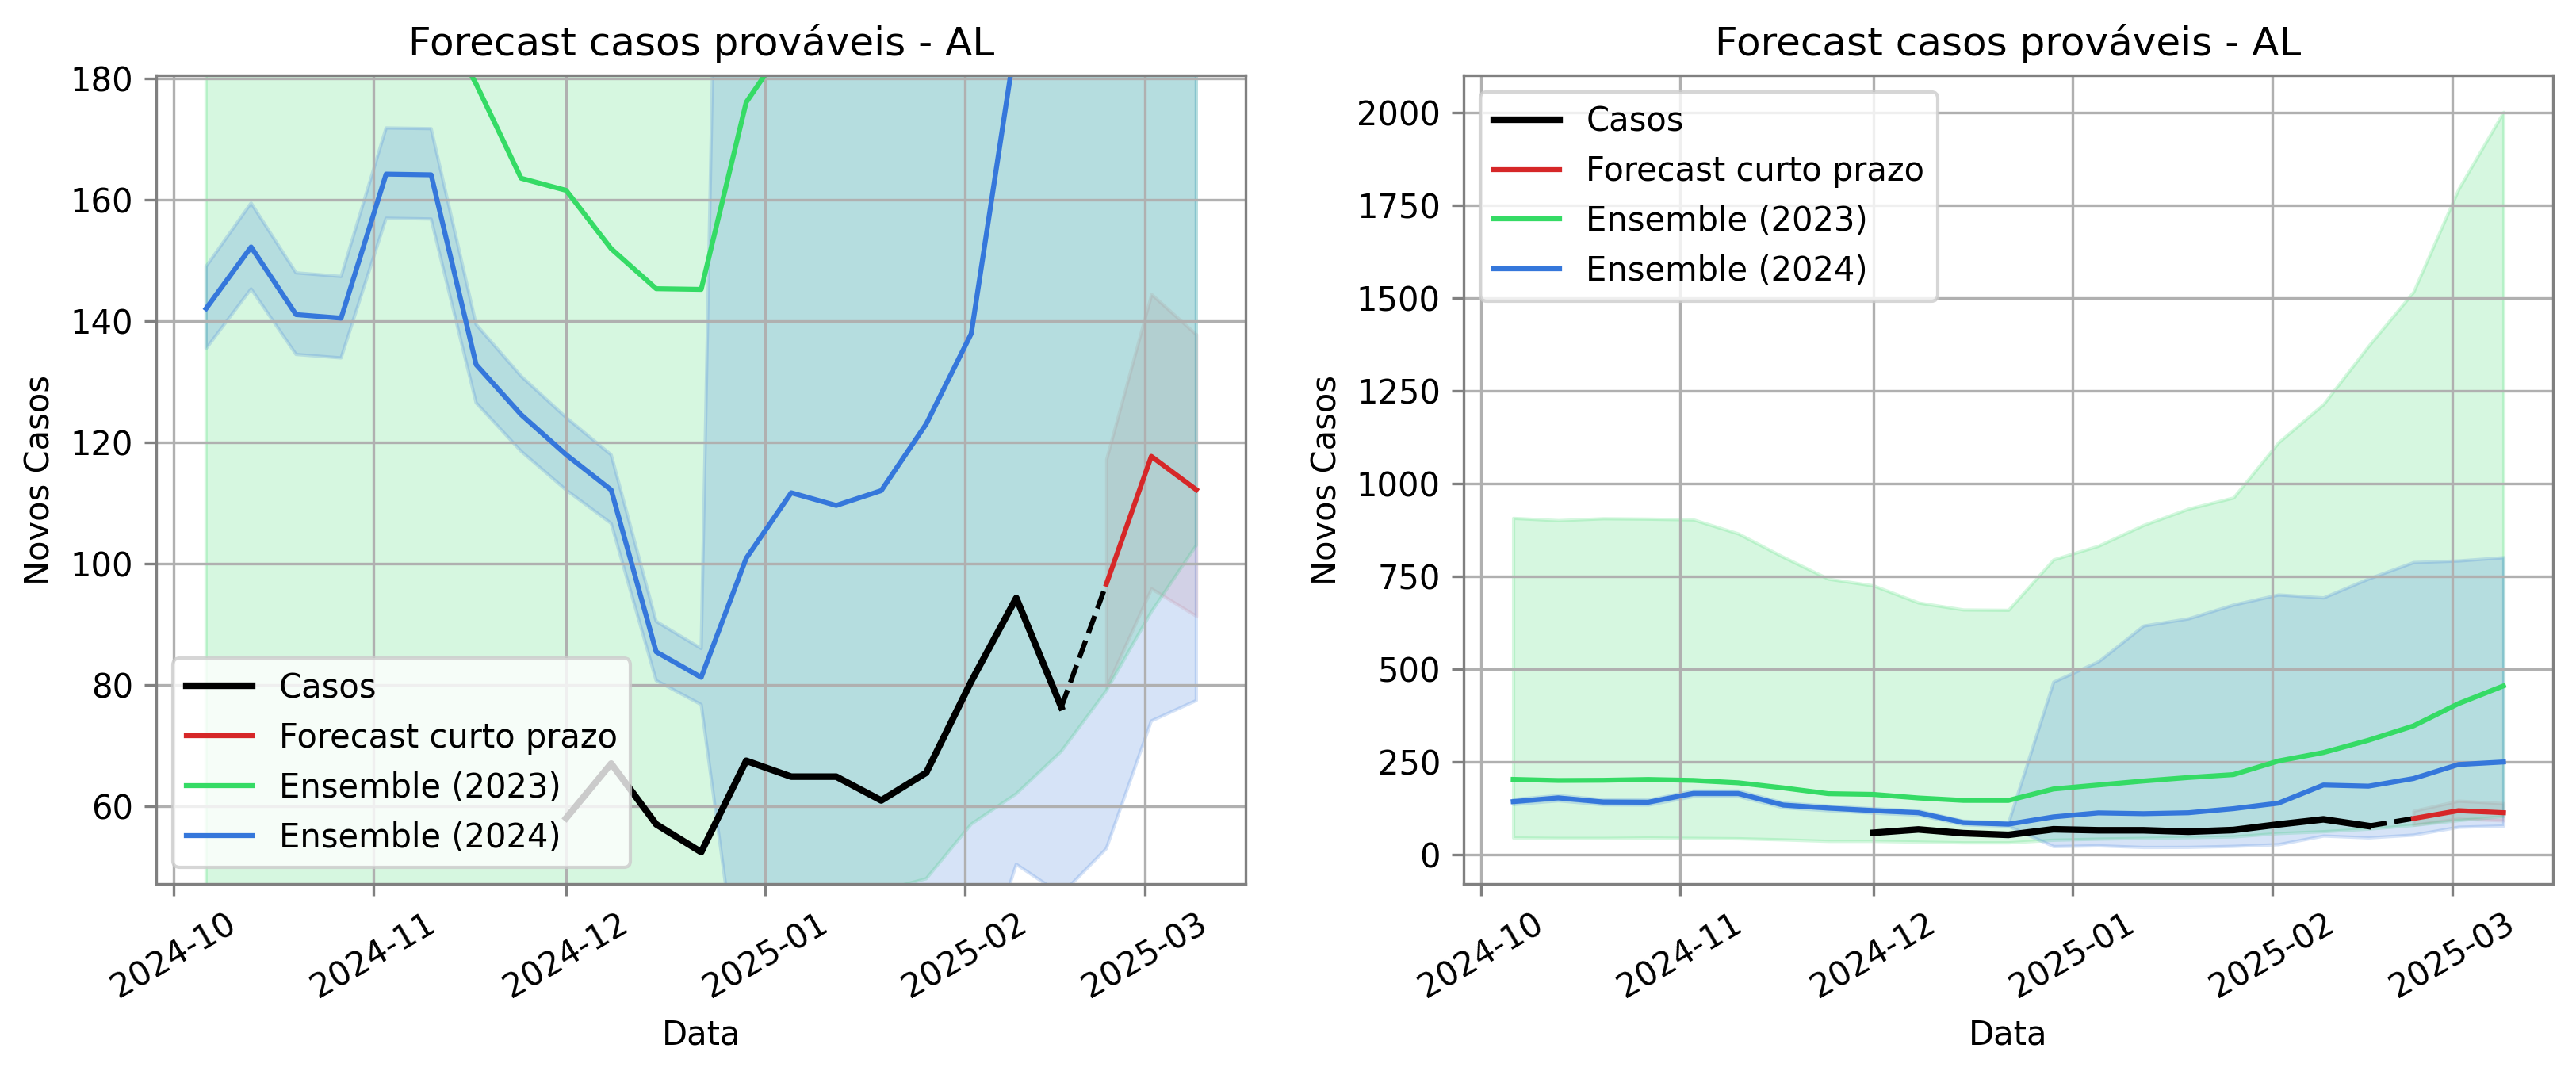 Forecast casos prováveis - AL
180
160
140
120
100
80
60
Novos Casos
Casos
Forecast curto prazo
Ensemble (2023)
Ensemble (2024)
2024-10
2024-11
2024-12
2025-01
2025-02
2025-03
Data
Forecast casos prováveis - AL
2000
1750
1500
1250
1000
750
500
250
0
Novos Casos
Casos
Forecast curto prazo
Ensemble (2023)
Ensemble (2024)
2024-10
2024-11
2024-12
2025-01
2025-02
2025-03
Data